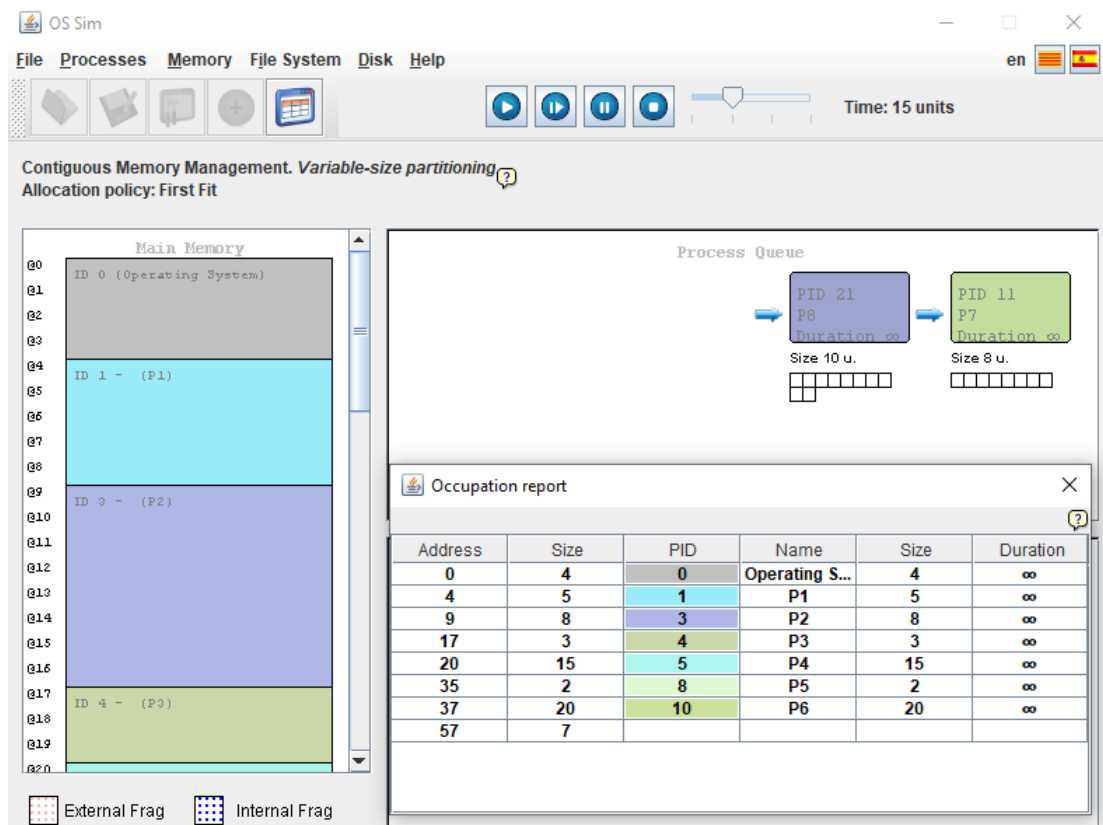 OS Sim
File Processes Memory File System Disk Help en
Time: 15 units
Contiguous Memory Management. Variable-size partitioning
?
Allocation policy: First Fit
Main Memory
@0
ID 0 (Operating System)
@1
@2
@3
@4
ID 1 - (P1)
@5
@6
@7
@8
@9
ID 3 - (P2)
@10
@11
@12
@13
@14
@15
@16
@17
ID 4 - (P3)
@18
@19
@20
External Frag Internal Frag
Process Queue
PID 21
P8
Duration ∞
Size 10 u.
PID 11
P7
Duration ∞
Size 8 u.
Occupation report
?
Address Size PID Name Size Duration
0 4 0 Operating S... 4 ∞
4 5 1 P1 5 ∞
9 8 3 P2 8 ∞
17 3 4 P3 3 ∞
20 15 5 P4 15 ∞
35 2 8 P5 2 ∞
37 20 10 P6 20 ∞
57 7